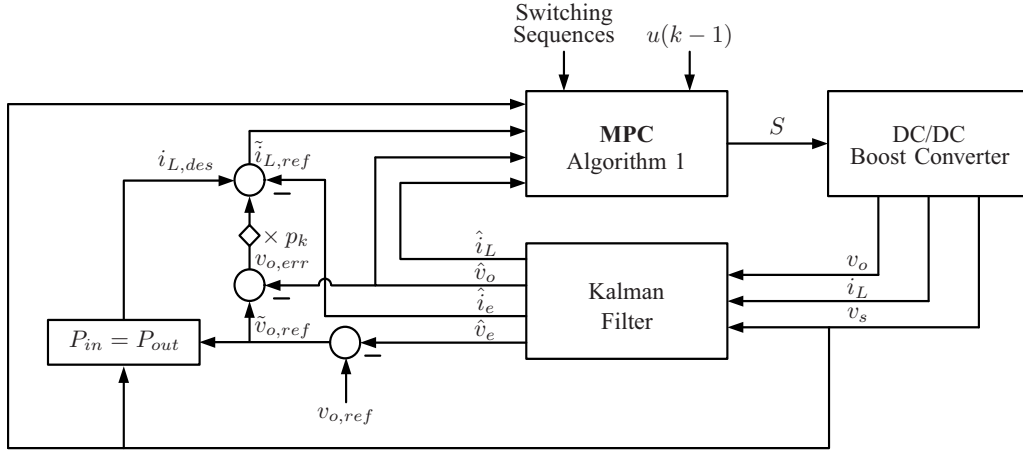 Switching
Sequences
u(k − 1)
MPC
Algorithm 1
S
DC/DC
Boost Converter
i_{L,des}
ĩ_{L,ref}
−
× p_k
v_{o,err}
−
ṽ_{o,ref}
P_{in} = P_{out}
−
v_{o,ref}
î_L
v̂_o
î_e
v̂_e
Kalman
Filter
v_o
i_L
v_s